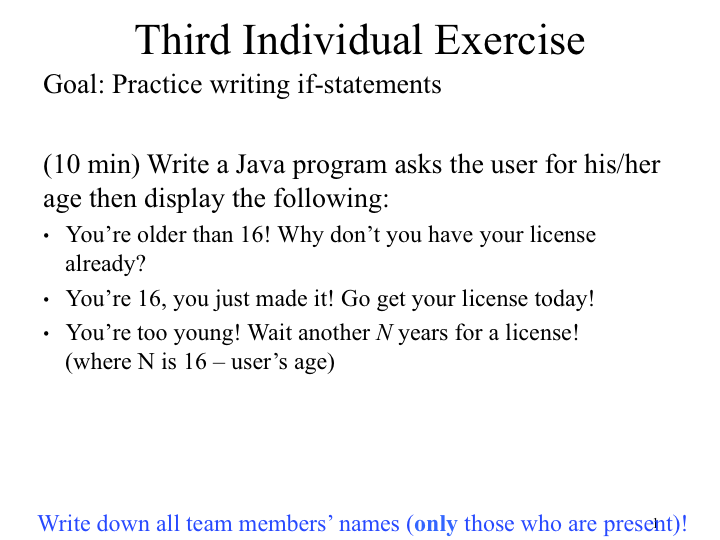 Third Individual Exercise
Goal: Practice writing if-statements
(10 min) Write a Java program asks the user for his/her
age then display the following:
• You’re older than 16! Why don’t you have your license
already?
• You’re 16, you just made it! Go get your license today!
• You’re too young! Wait another N years for a license!
(where N is 16 – user’s age)
Write down all team members’ names (only those who are present)!
1